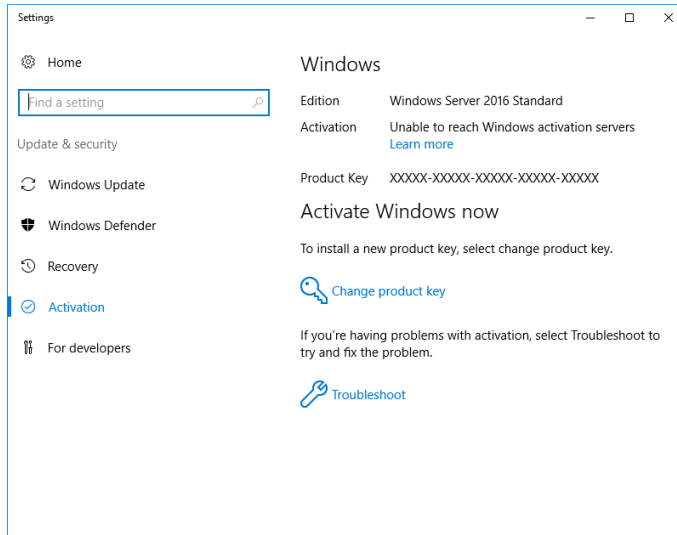 Settings
Home
Find a setting
Update & security
Windows Update
Windows Defender
Recovery
Activation
For developers
Windows
Edition Windows Server 2016 Standard
Activation Unable to reach Windows activation servers
Learn more
Product Key XXXXX-XXXXX-XXXXX-XXXXX-XXXXX
Activate Windows now
To install a new product key, select change product key.
Change product key
If you're having problems with activation, select Troubleshoot to
try and fix the problem.
Troubleshoot